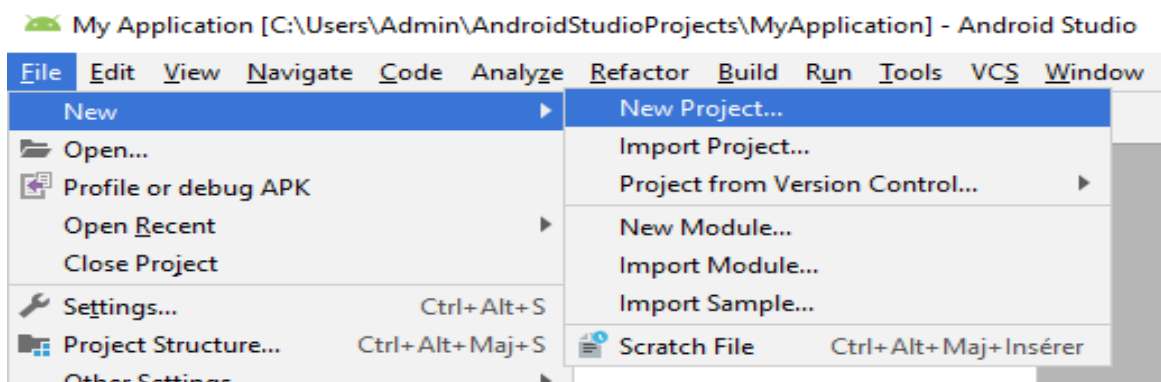 My Application [C:\Users\Admin\AndroidStudioProjects\MyApplication] - Android Studio
File Edit View Navigate Code Analyze Refactor Build Run Tools VCS Window
New
Open...
Profile or debug APK
Open Recent
Close Project
Settings... Ctrl+Alt+S
Project Structure... Ctrl+Alt+Maj+S
Other Settings
New Project...
Import Project...
Project from Version Control...
New Module...
Import Module...
Import Sample...
Scratch File Ctrl+Alt+Maj+Insérer